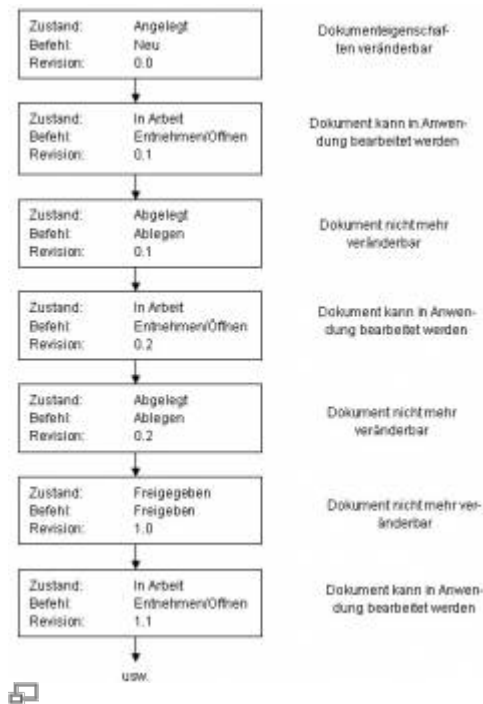 Zustand: Angelegt
Befehl: Neu
Revision: 0.0
Dokumenteigenschaf-
ten veränderbar
Zustand: In Arbeit
Befehl: Entnehmen/Öffnen
Revision: 0.1
Dokument kann in Anwen-
dung bearbeitet werden
Zustand: Abgelegt
Befehl: Ablegen
Revision: 0.1
Dokument nicht mehr
veränderbar
Zustand: In Arbeit
Befehl: Entnehmen/Öffnen
Revision: 0.2
Dokument kann in Anwen-
dung bearbeitet werden
Zustand: Abgelegt
Befehl: Ablegen
Revision: 0.2
Dokument nicht mehr
veränderbar
Zustand: Freigegeben
Befehl: Freigeben
Revision: 1.0
Dokument nicht mehr ver-
änderbar
Zustand: In Arbeit
Befehl: Entnehmen/Öffnen
Revision: 1.1
Dokument kann in Anwen-
dung bearbeitet werden
usw.